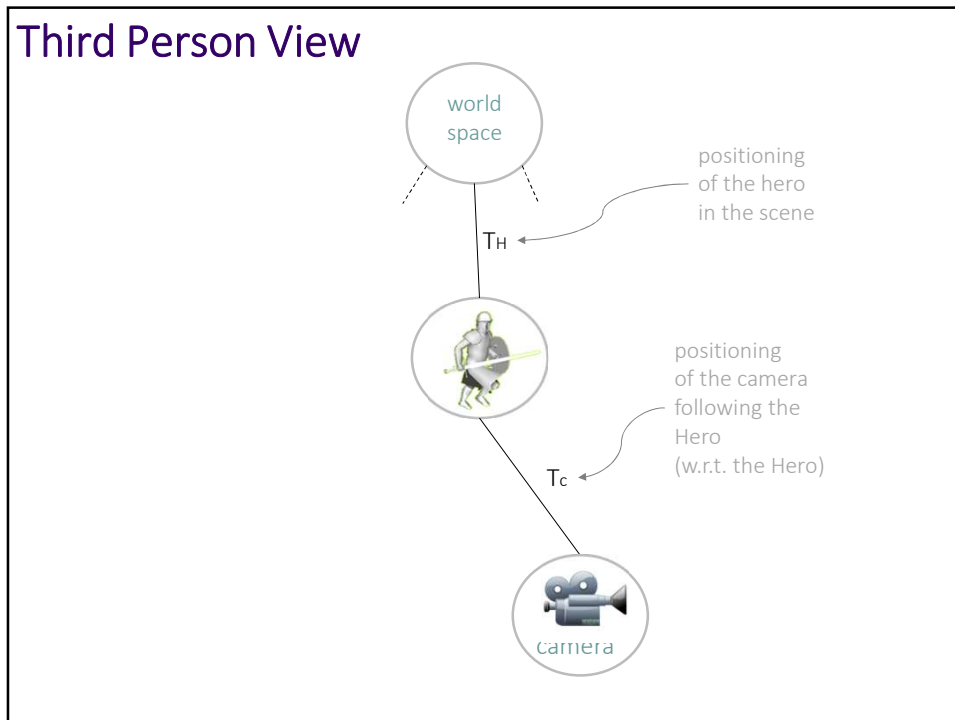 Third Person View
world
space
positioning
of the hero
in the scene
TH
positioning
of the camera
following the
Hero
(w.r.t. the Hero)
Tc
camera